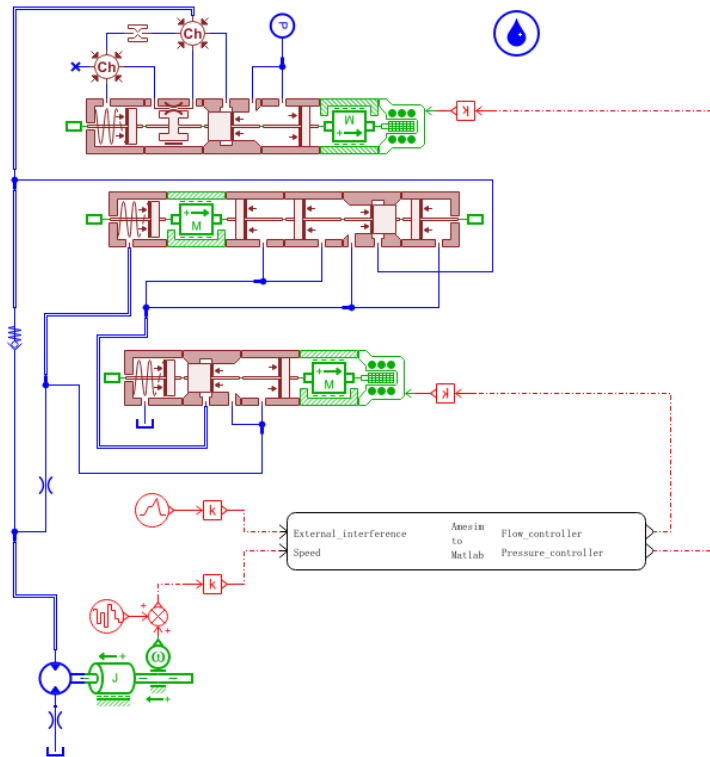 P
Ch
Ch
M
k
M
M
k
k
External_interference
Amesim
to
Matlab
Flow_controller
Speed
Pressure_controller
k
+
+
ω
+
J
+